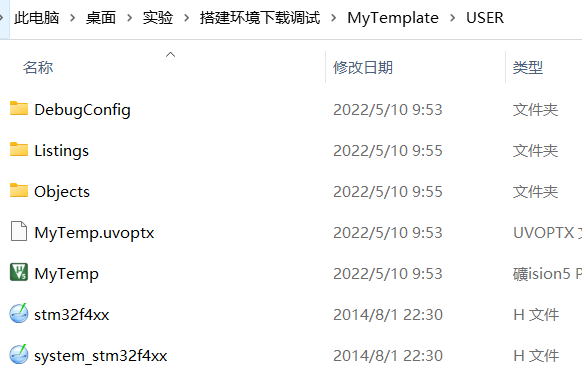 此电脑 > 桌面 > 实验 > 搭建环境下载调试 > MyTemplate > USER
名称 修改日期 类型
DebugConfig 2022/5/10 9:53 文件夹
Listings 2022/5/10 9:55 文件夹
Objects 2022/5/10 9:55 文件夹
MyTemp.uvoptx 2022/5/10 9:53 UVOPTX
MyTemp 2022/5/10 9:53 礦ision5 P
stm32f4xx 2014/8/1 22:30 H 文件
system_stm32f4xx 2014/8/1 22:30 H 文件